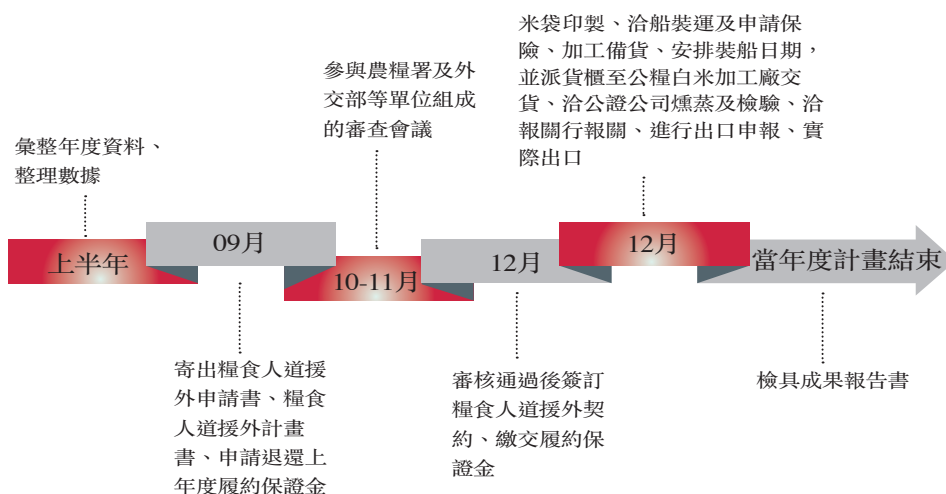 彙整年度資料、
整理數據
上半年
09月
寄出糧食人道援
外申請書、糧食
人道援外計畫
書、申請退還上
年度履約保證金
參與農糧署及外
交部等單位組成
的審查會議
10-11月
12月
審核通過後簽訂
糧食人道援外契
約、繳交履約保
證金
米袋印製、洽船裝運及申請保
險、加工備貨、安排裝船日期，
並派貨櫃至公糧白米加工廠交
貨、洽公證公司燻蒸及檢驗、洽
報關行報關、進行出口申報、實
際出口
12月
當年度計畫結束
檢具成果報告書